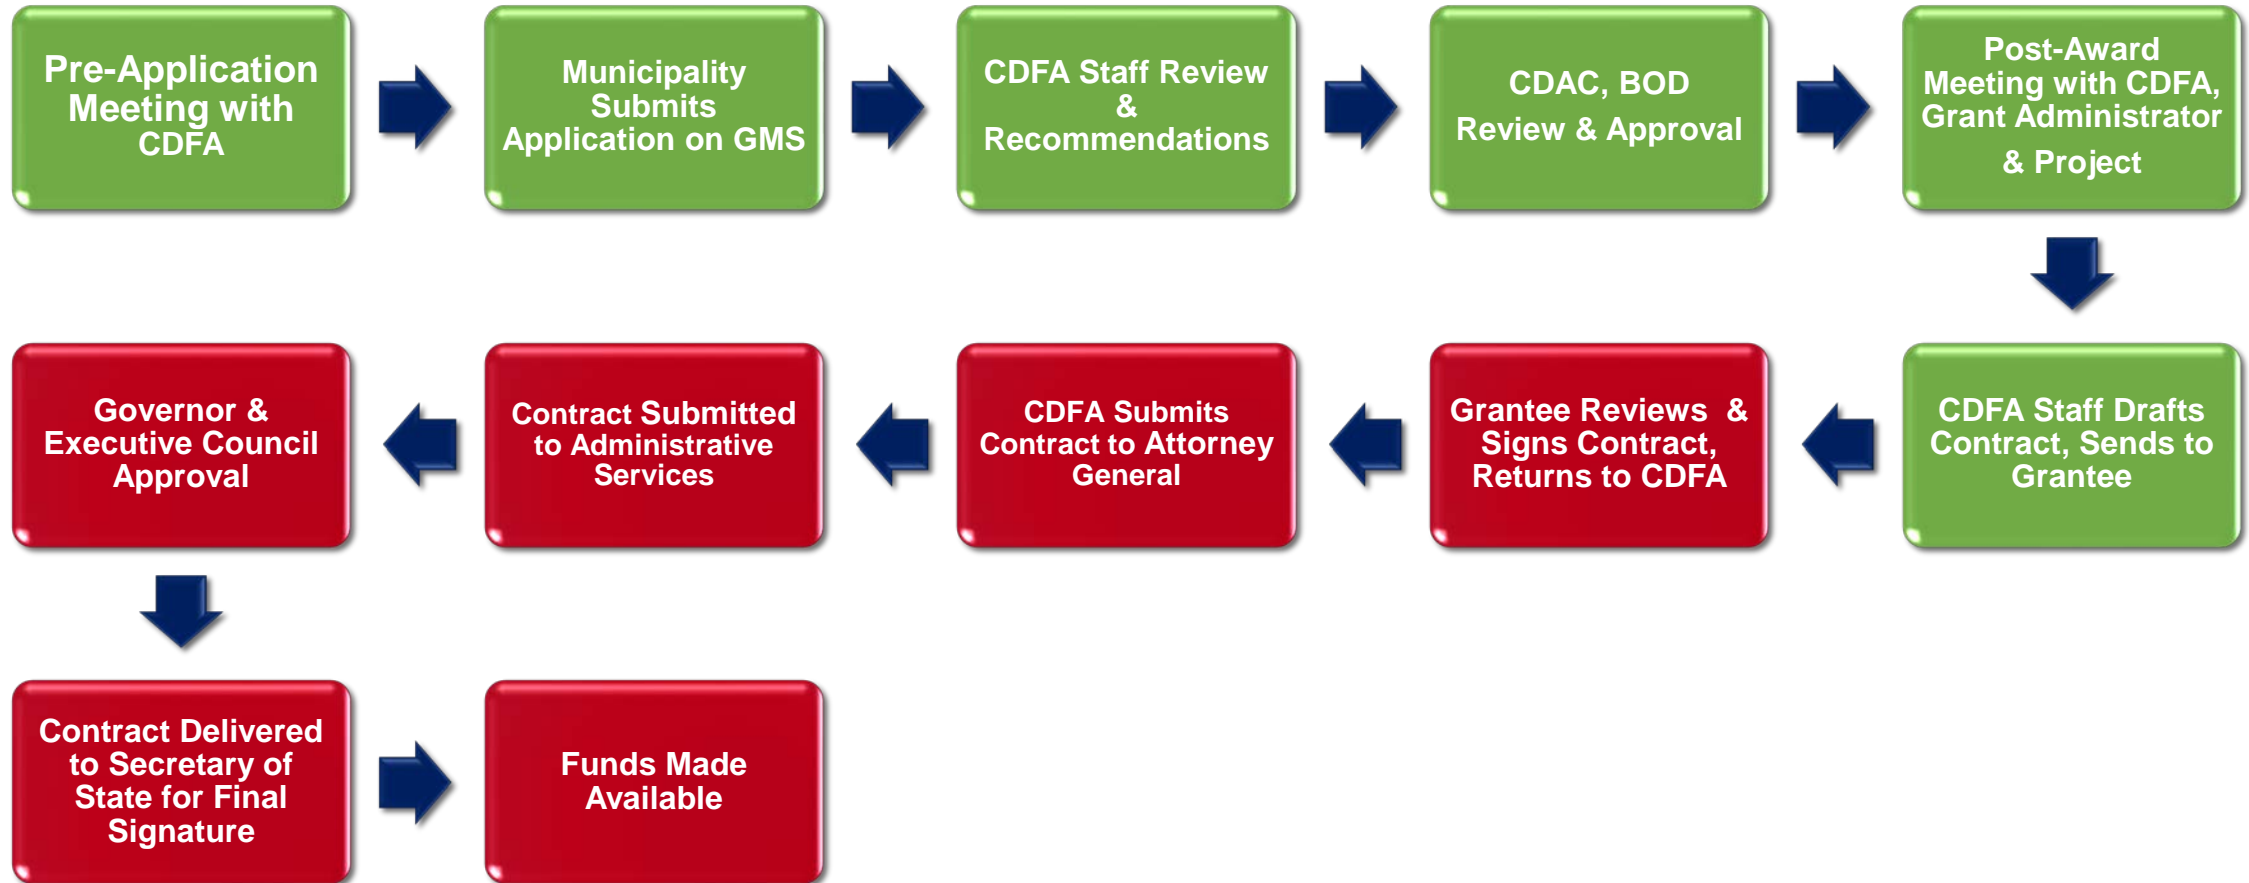 Pre-Application
Meeting with
CDFA
Municipality
Submits
Application on GMS
CDFA Staff Review
&
Recommendations
CDAC, BOD
Review & Approval
Post-Award
Meeting with CDFA,
Grant Administrator
& Project
CDFA Staff Drafts
Contract, Sends to
Grantee
Grantee Reviews  &
Signs Contract,
Returns to CDFA
CDFA Submits
Contract to Attorney
General
Contract Submitted
to Administrative
Services
Governor &
Executive Council
Approval
Contract Delivered
to Secretary of
State for Final
Signature
Funds Made
Available